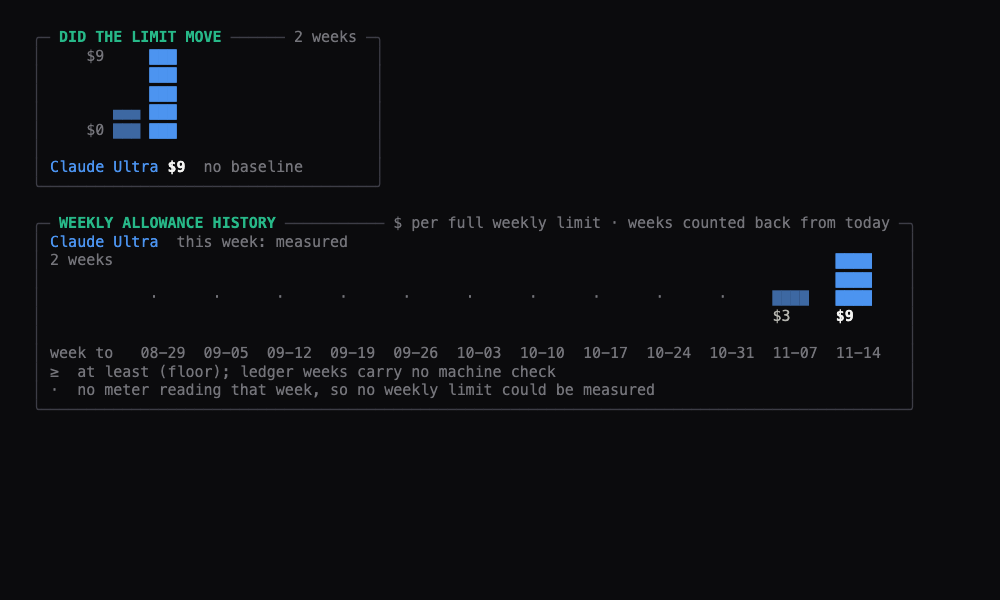 DID THE LIMIT MOVE 2 weeks
$9
$0
Claude Ultra $9 no baseline
WEEKLY ALLOWANCE HISTORY $ per full weekly limit · weeks counted back from today
Claude Ultra this week: measured
2 weeks
· · · · · · · · · ·
$3 $9
week to 08-29 09-05 09-12 09-19 09-26 10-03 10-10 10-17 10-24 10-31 11-07 11-14
≥ at least (floor); ledger weeks carry no machine check
· no meter reading that week, so no weekly limit could be measured